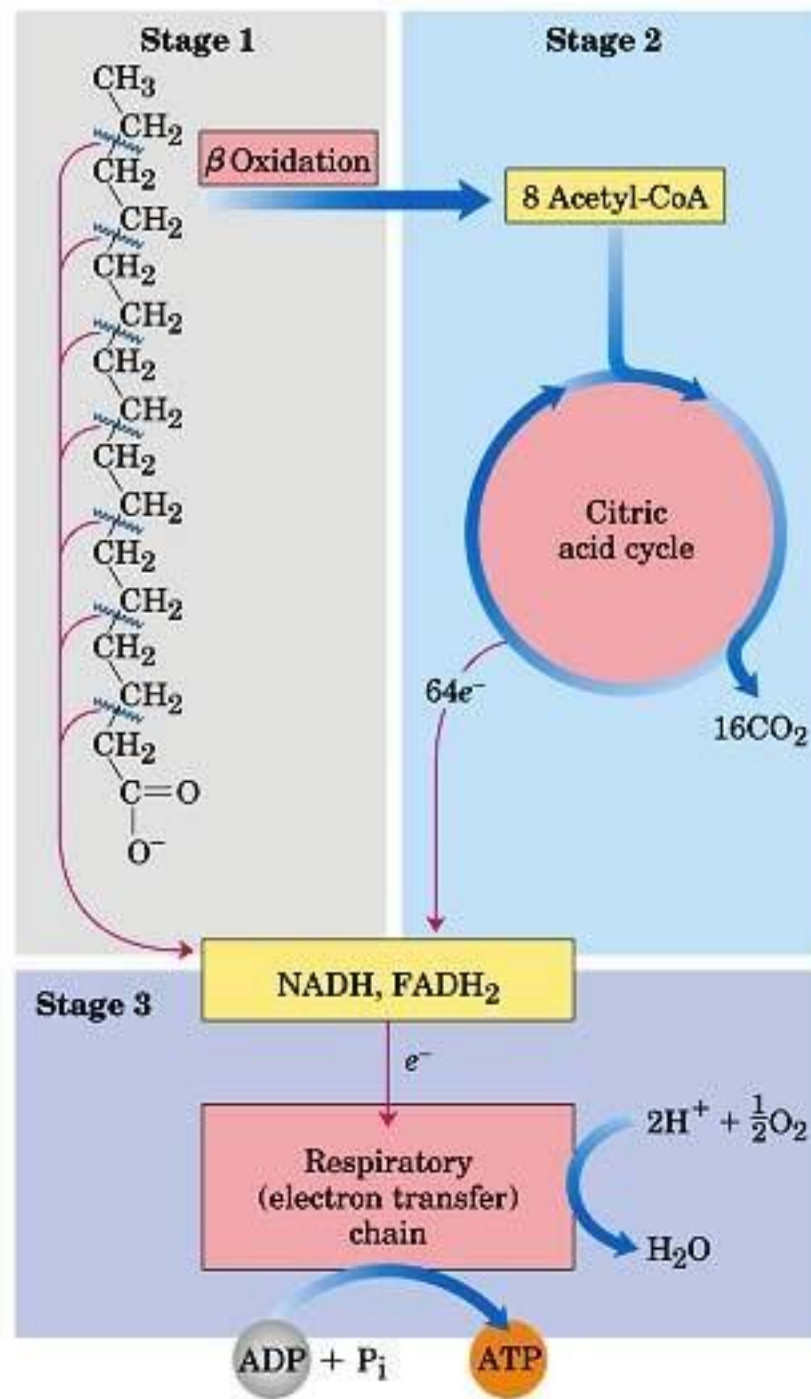 Stage 1
CH₃
CH₂
CH₂
CH₂
CH₂
CH₂
CH₂
CH₂
CH₂
CH₂
CH₂
CH₂
CH₂
CH₂
CH₂
C=O
O⁻
β Oxidation
Stage 2
8 Acetyl-CoA
Citric
acid cycle
64e⁻
16CO₂
NADH, FADH₂
Stage 3
e⁻
Respiratory
(electron transfer)
chain
2H⁺ + ½O₂
H₂O
ADP + Pᵢ
ATP